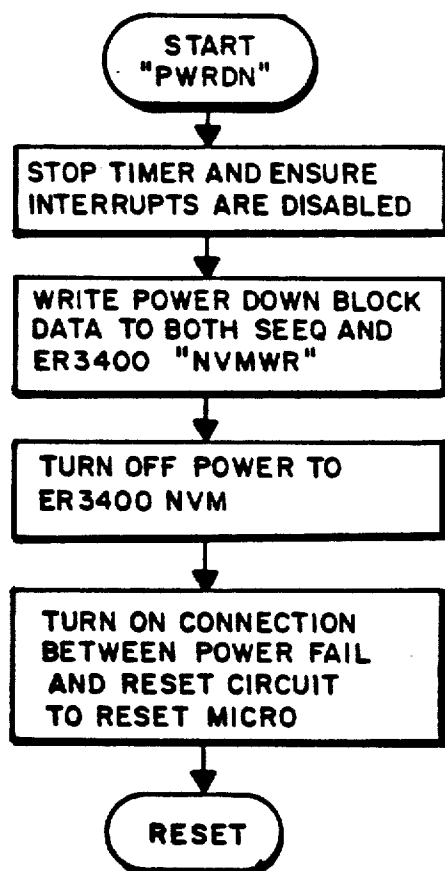 START
"PWRDN"
STOP TIMER AND ENSURE
INTERRUPTS ARE DISABLED
WRITE POWER DOWN BLOCK
DATA TO BOTH SEEQ AND
ER3400 "NVMWR"
TURN OFF POWER TO
ER3400 NVM
TURN ON CONNECTION
BETWEEN POWER FAIL
AND RESET CIRCUIT
TO RESET MICRO
RESET